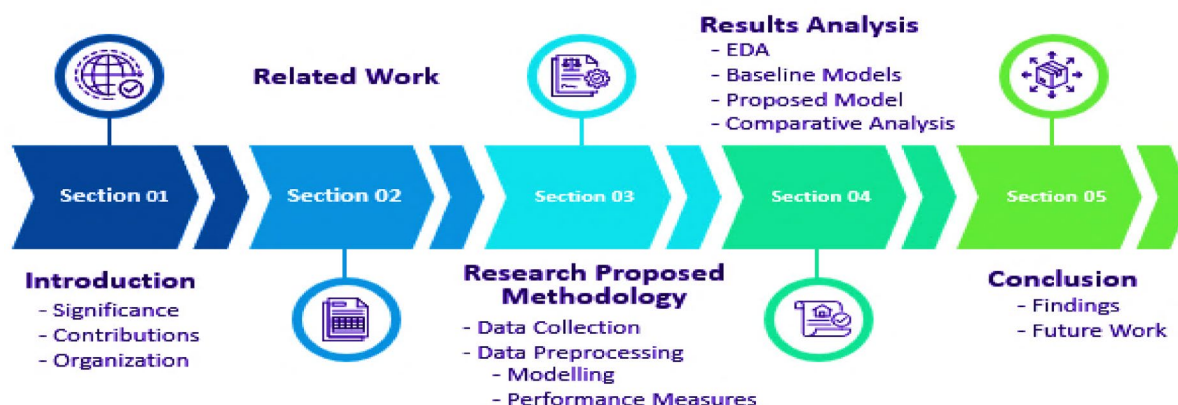 Results Analysis
- EDA
- Baseline Models
- Proposed Model
- Comparative Analysis
Related Work
Section 01
Section 02
Section 03
Section 04
Section 05
Introduction
- Significance
- Contributions
- Organization
Research Proposed
Methodology
- Data Collection
- Data Preprocessing
- Modelling
- Performance Measures
Conclusion
- Findings
- Future Work